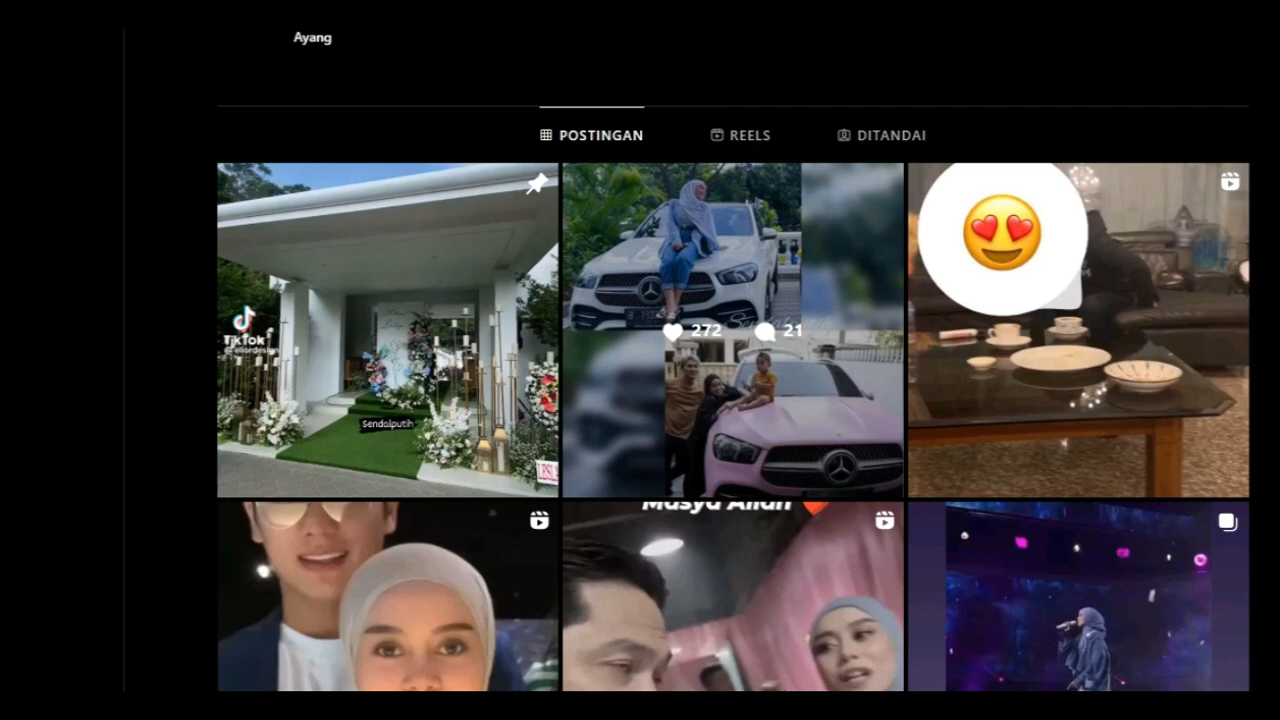 Ayang
POSTINGAN
REELS
DITANDAI
TikTok
Sendalputih
272
21
Masya Allah